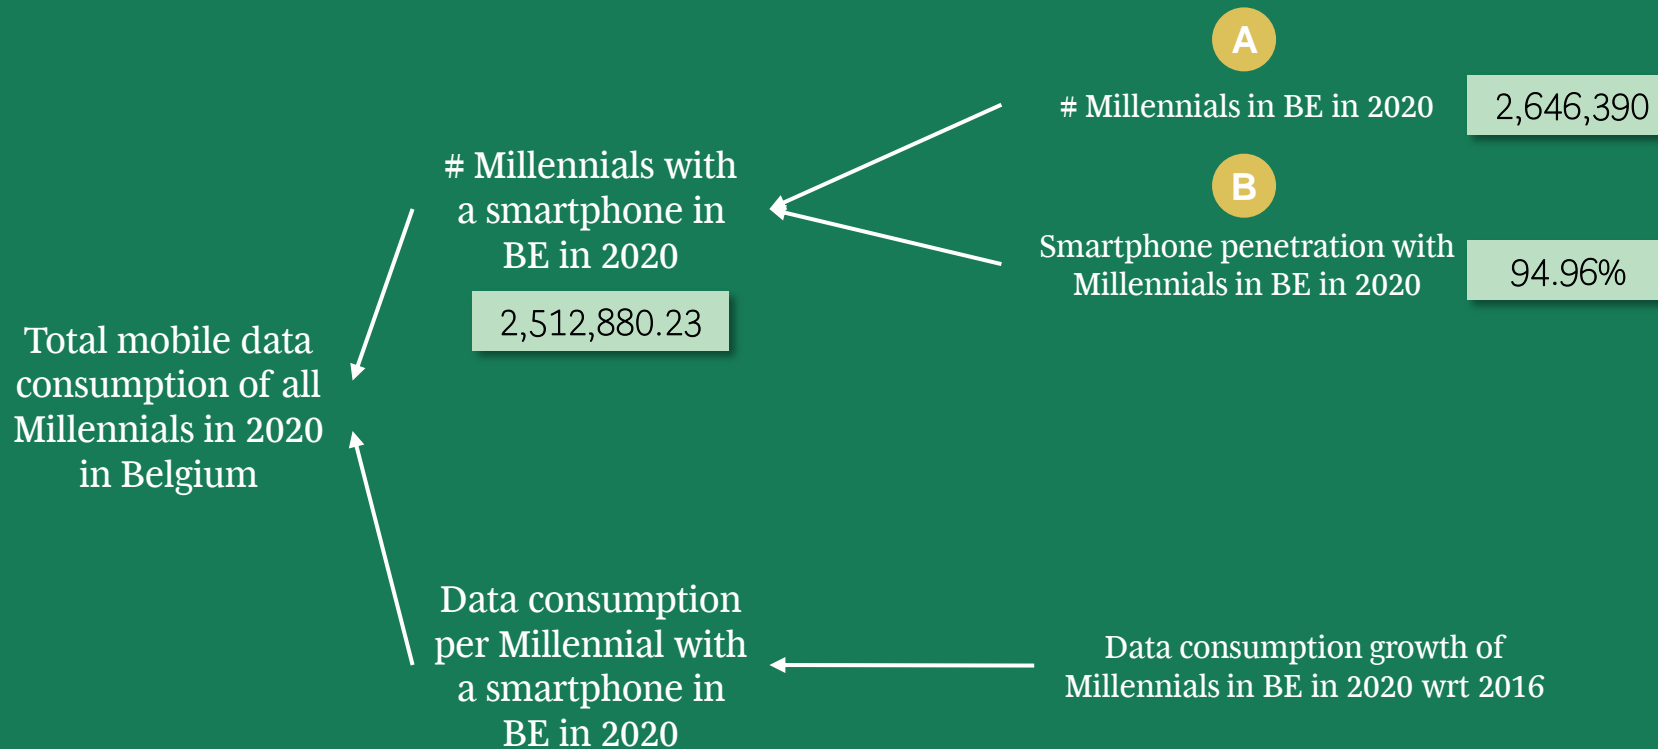 A
# Millennials in BE in 2020
2,646,390
B
Smartphone penetration with
Millennials in BE in 2020
94.96%
# Millennials with
a smartphone in
BE in 2020
2,512,880.23
Total mobile data
consumption of all
Millennials in 2020
in Belgium
Data consumption
per Millennial with
a smartphone in
BE in 2020
Data consumption growth of
Millennials in BE in 2020 wrt 2016